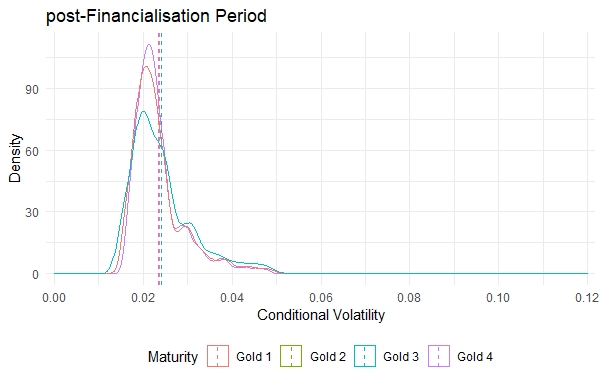 post-Financialisation Period
Density
90
60
30
0
0.00 0.02 0.04 0.06 0.08 0.10 0.12
Conditional Volatility
Maturity Gold 1 Gold 2 Gold 3 Gold 4